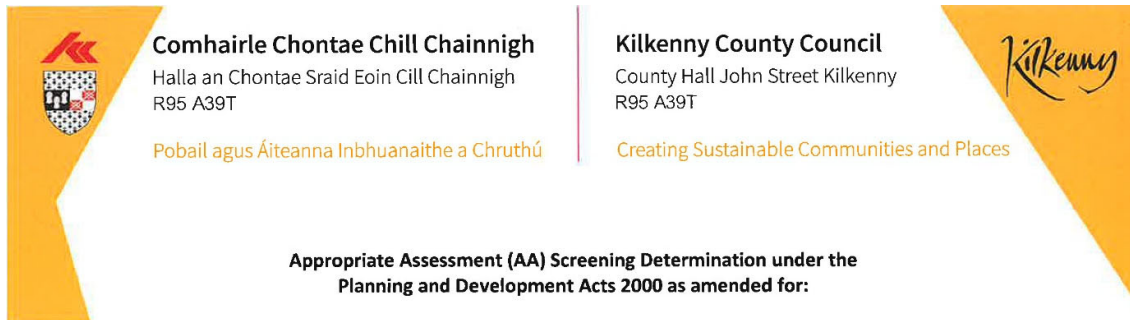 Comhairle Chontae Chill Chainnigh
Halla an Chontae Sraid Eoin Cill Chainnigh
R95 A39T
Pobail agus Áiteanna Inbhuanaithe a Chruthú
Kilkenny County Council
County Hall John Street Kilkenny
R95 A39T
Creating Sustainable Communities and Places
Kilkenny
Appropriate Assessment (AA) Screening Determination under the
Planning and Development Acts 2000 as amended for: